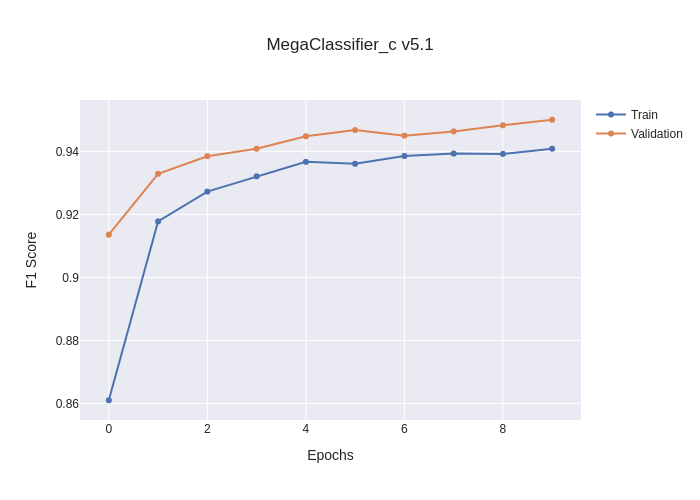 MegaClassifier_c v5.1
Train
Validation
0.94
0.92
0.9
0.88
0.86
F1 Score
0 2 4 6 8
Epochs